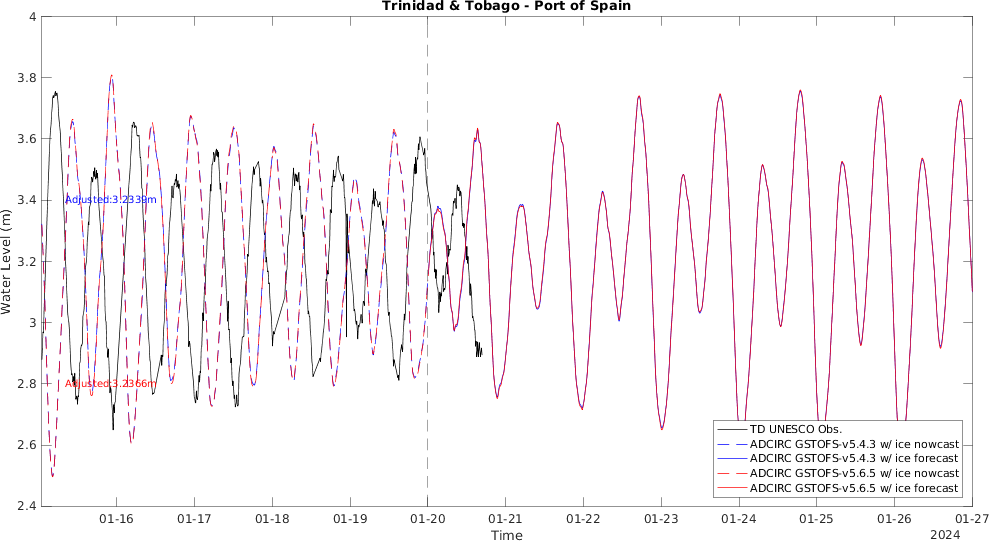 Trinidad & Tobago - Port of Spain
4
3.8
3.6
3.4
3.2
3
2.8
2.6
2.4
Water Level (m)
Adjusted:3.2339m
Adjusted:3.2366m
TD UNESCO Obs.
ADCIRC GSTOFS-v5.4.3 w/ ice nowcast
ADCIRC GSTOFS-v5.4.3 w/ ice forecast
ADCIRC GSTOFS-v5.6.5 w/ ice nowcast
ADCIRC GSTOFS-v5.6.5 w/ ice forecast
01-16 01-17 01-18 01-19 01-20 01-21 01-22 01-23 01-24 01-25 01-26 01-27
Time 2024